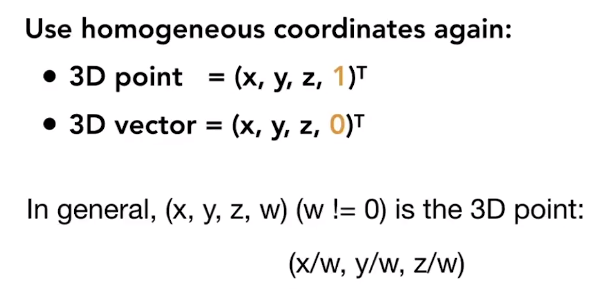 Use homogeneous coordinates again:
• 3D point = (x, y, z, 1)ᵀ
• 3D vector = (x, y, z, 0)ᵀ
In general, (x, y, z, w) (w != 0) is the 3D point:
(x/w, y/w, z/w)